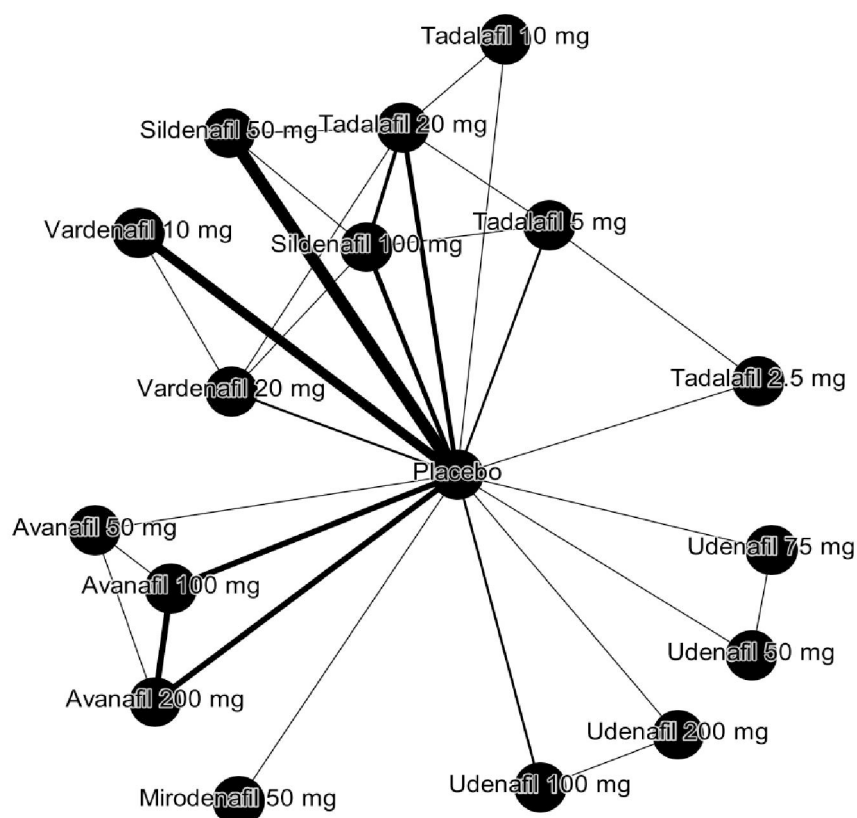 Tadalafil 10 mg
Sildenafil 50 mg
Tadalafil 20 mg
Vardenafil 10 mg
Sildenafil 100 mg
Tadalafil 5 mg
Vardenafil 20 mg
Tadalafil 2.5 mg
Placebo
Avanafil 50 mg
Udenafil 75 mg
Avanafil 100 mg
Udenafil 50 mg
Avanafil 200 mg
Udenafil 200 mg
Mirodenafil 50 mg
Udenafil 100 mg